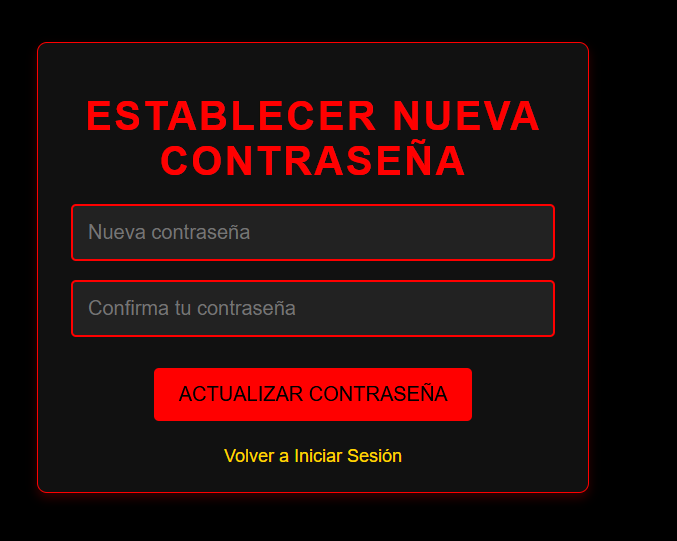 ESTABLECER NUEVA
CONTRASEÑA
Nueva contraseña
Confirma tu contraseña
ACTUALIZAR CONTRASEÑA
Volver a Iniciar Sesión